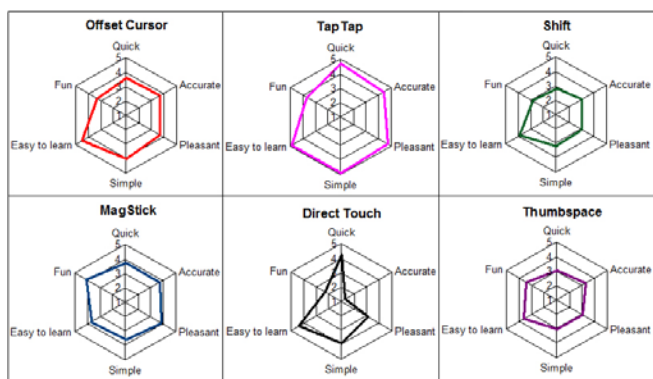 Offset Cursor
Quick
5
4
3
2
1
Fun
Accurate
Easy to learn
Pleasant
Simple
Tap Tap
Quick
5
4
3
2
1
Fun
Accurate
Easy to learn
Pleasant
Simple
Shift
Quick
5
4
3
2
1
Fun
Accurate
Easy to learn
Pleasant
Simple
MagStick
Quick
5
4
3
2
1
Fun
Accurate
Easy to learn
Pleasant
Simple
Direct Touch
Quick
5
4
3
2
1
Fun
Accurate
Easy to learn
Pleasant
Simple
Thumbspace
Quick
5
4
3
2
1
Fun
Accurate
Easy to learn
Pleasant
Simple